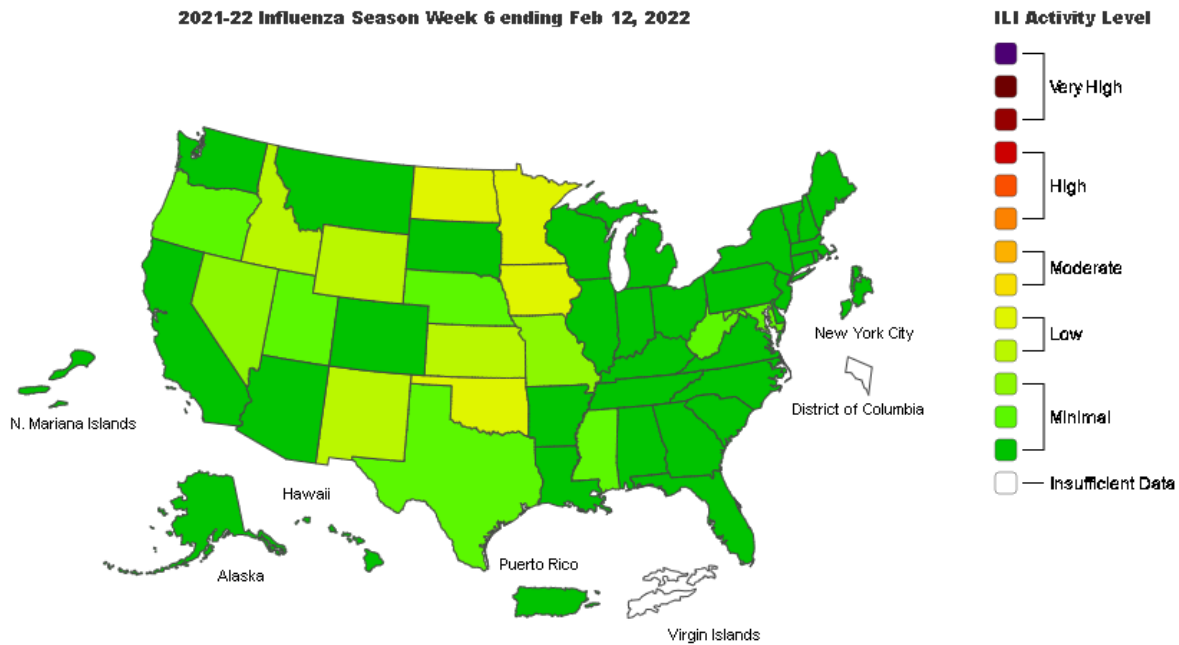 2021-22 Influenza Season Week 6 ending Feb 12, 2022
ILI Activity Level
Very High
High
Moderate
Low
Minimal
Insufficient Data
New York City
District of Columbia
N. Mariana Islands
Hawaii
Alaska
Puerto Rico
Virgin Islands